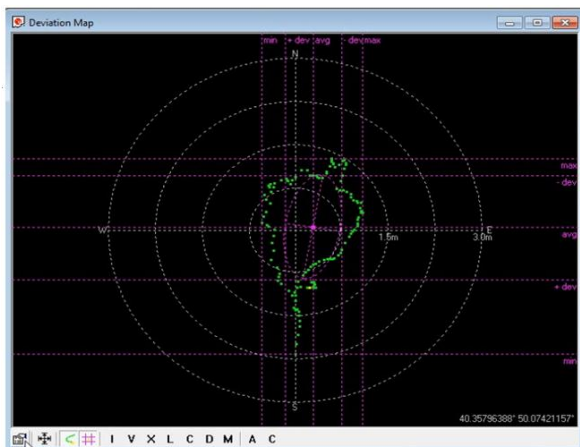 Deviation Map
min + dev avg - dev max
N
max
- dev
W E
avg
1.5m 3.0m
+ dev
min
S
40.35796388° 50.07421157°
I V X L C D M A C